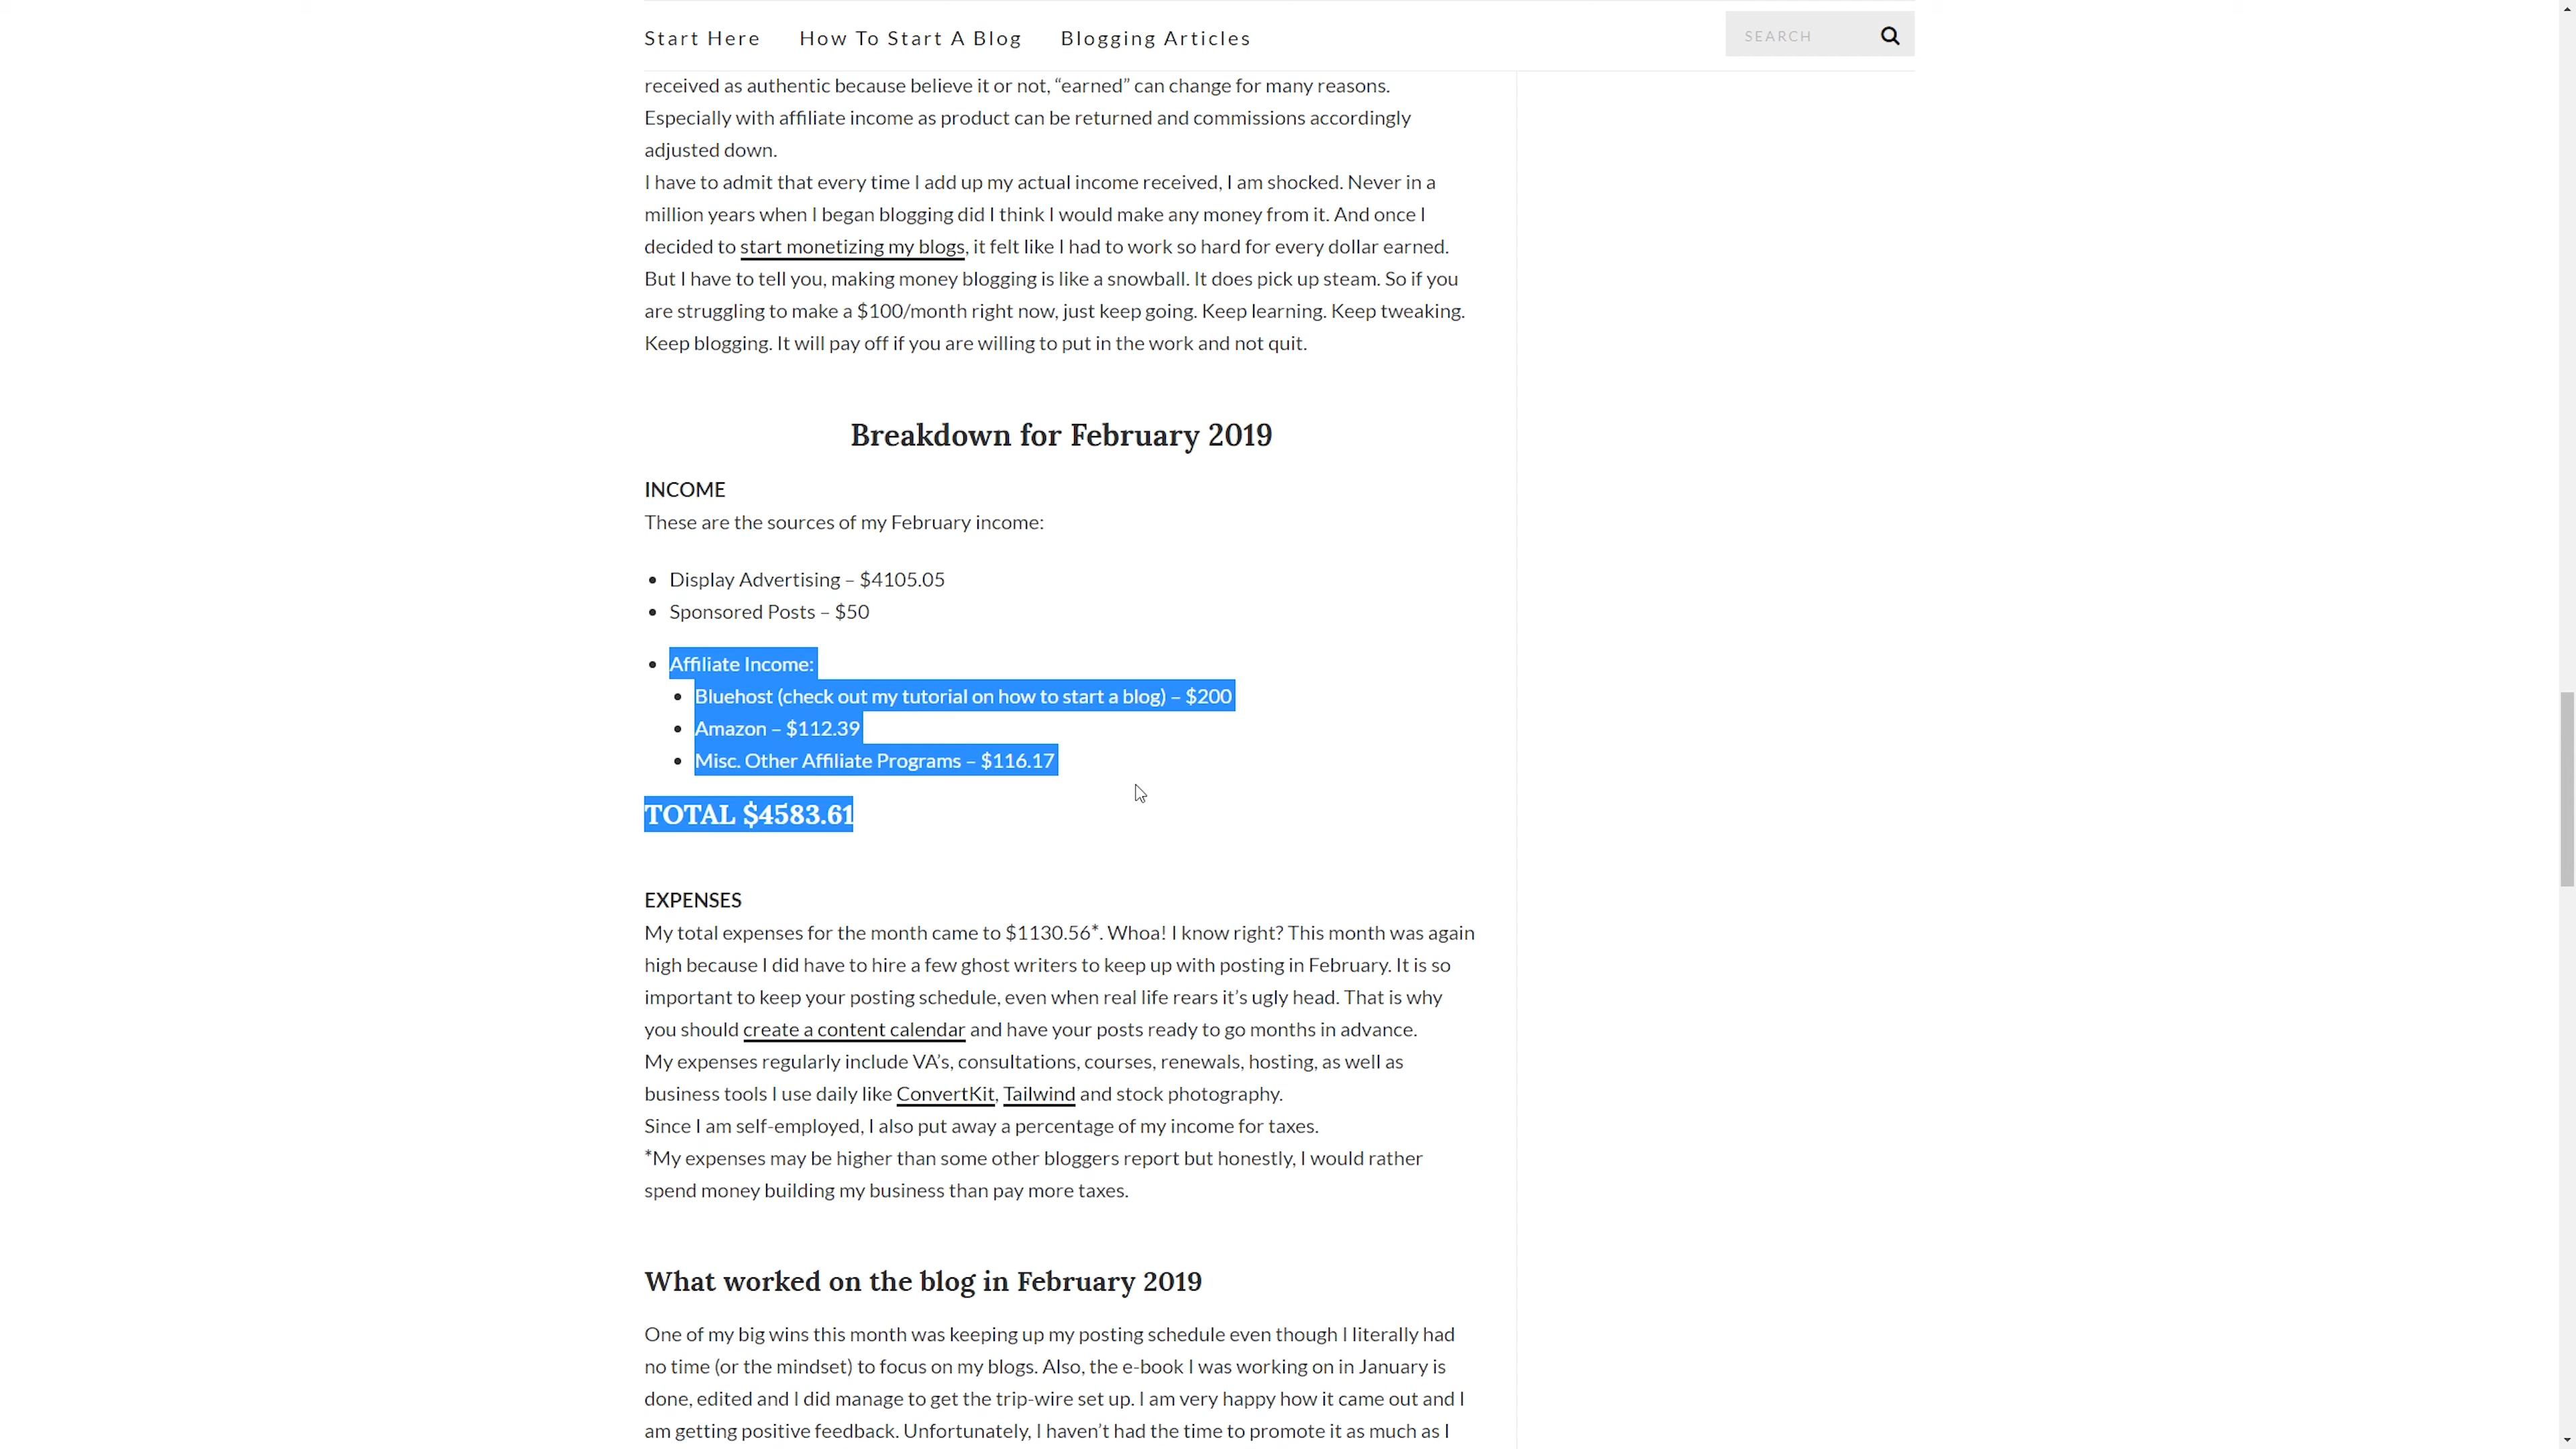 Start Here How To Start A Blog Blogging Articles SEARCH
received as authentic because believe it or not, “earned” can change for many reasons.
Especially with affiliate income as product can be returned and commissions accordingly
adjusted down.
I have to admit that every time I add up my actual income received, I am shocked. Never in a
million years when I began blogging did I think I would make any money from it. And once I
decided to start monetizing my blogs, it felt like I had to work so hard for every dollar earned.
But I have to tell you, making money blogging is like a snowball. It does pick up steam. So if you
are struggling to make a $100/month right now, just keep going. Keep learning. Keep tweaking.
Keep blogging. It will pay off if you are willing to put in the work and not quit.
Breakdown for February 2019
INCOME
These are the sources of my February income:
• Display Advertising – $4105.05
• Sponsored Posts – $50
• Affiliate Income:
• Bluehost (check out my tutorial on how to start a blog) – $200
• Amazon – $112.39
• Misc. Other Affiliate Programs – $116.17
TOTAL $4583.61
EXPENSES
My total expenses for the month came to $1130.56*. Whoa! I know right? This month was again
high because I did have to hire a few ghost writers to keep up with posting in February. It is so
important to keep your posting schedule, even when real life rears it’s ugly head. That is why
you should create a content calendar and have your posts ready to go months in advance.
My expenses regularly include VA’s, consultations, courses, renewals, hosting, as well as
business tools I use daily like ConvertKit, Tailwind and stock photography.
Since I am self-employed, I also put away a percentage of my income for taxes.
*My expenses may be higher than some other bloggers report but honestly, I would rather
spend money building my business than pay more taxes.
What worked on the blog in February 2019
One of my big wins this month was keeping up my posting schedule even though I literally had
no time (or the mindset) to focus on my blogs. Also, the e-book I was working on in January is
done, edited and I did manage to get the trip-wire set up. I am very happy how it came out and I
am getting positive feedback. Unfortunately, I haven’t had the time to promote it as much as I